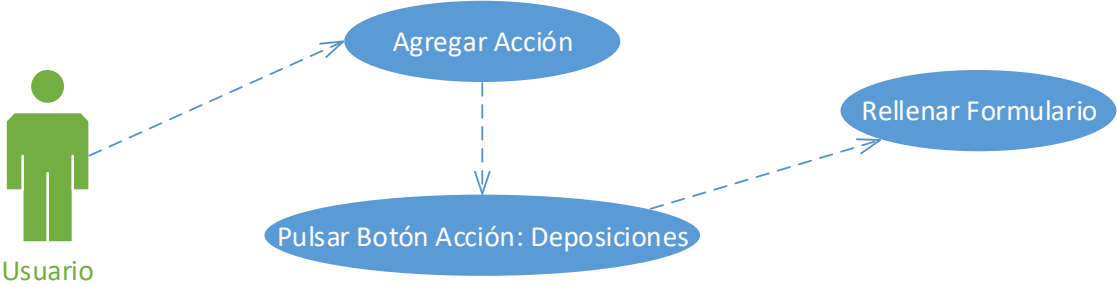 Agregar Acción
Rellenar Formulario
Pulsar Botón Acción: Deposiciones
Usuario